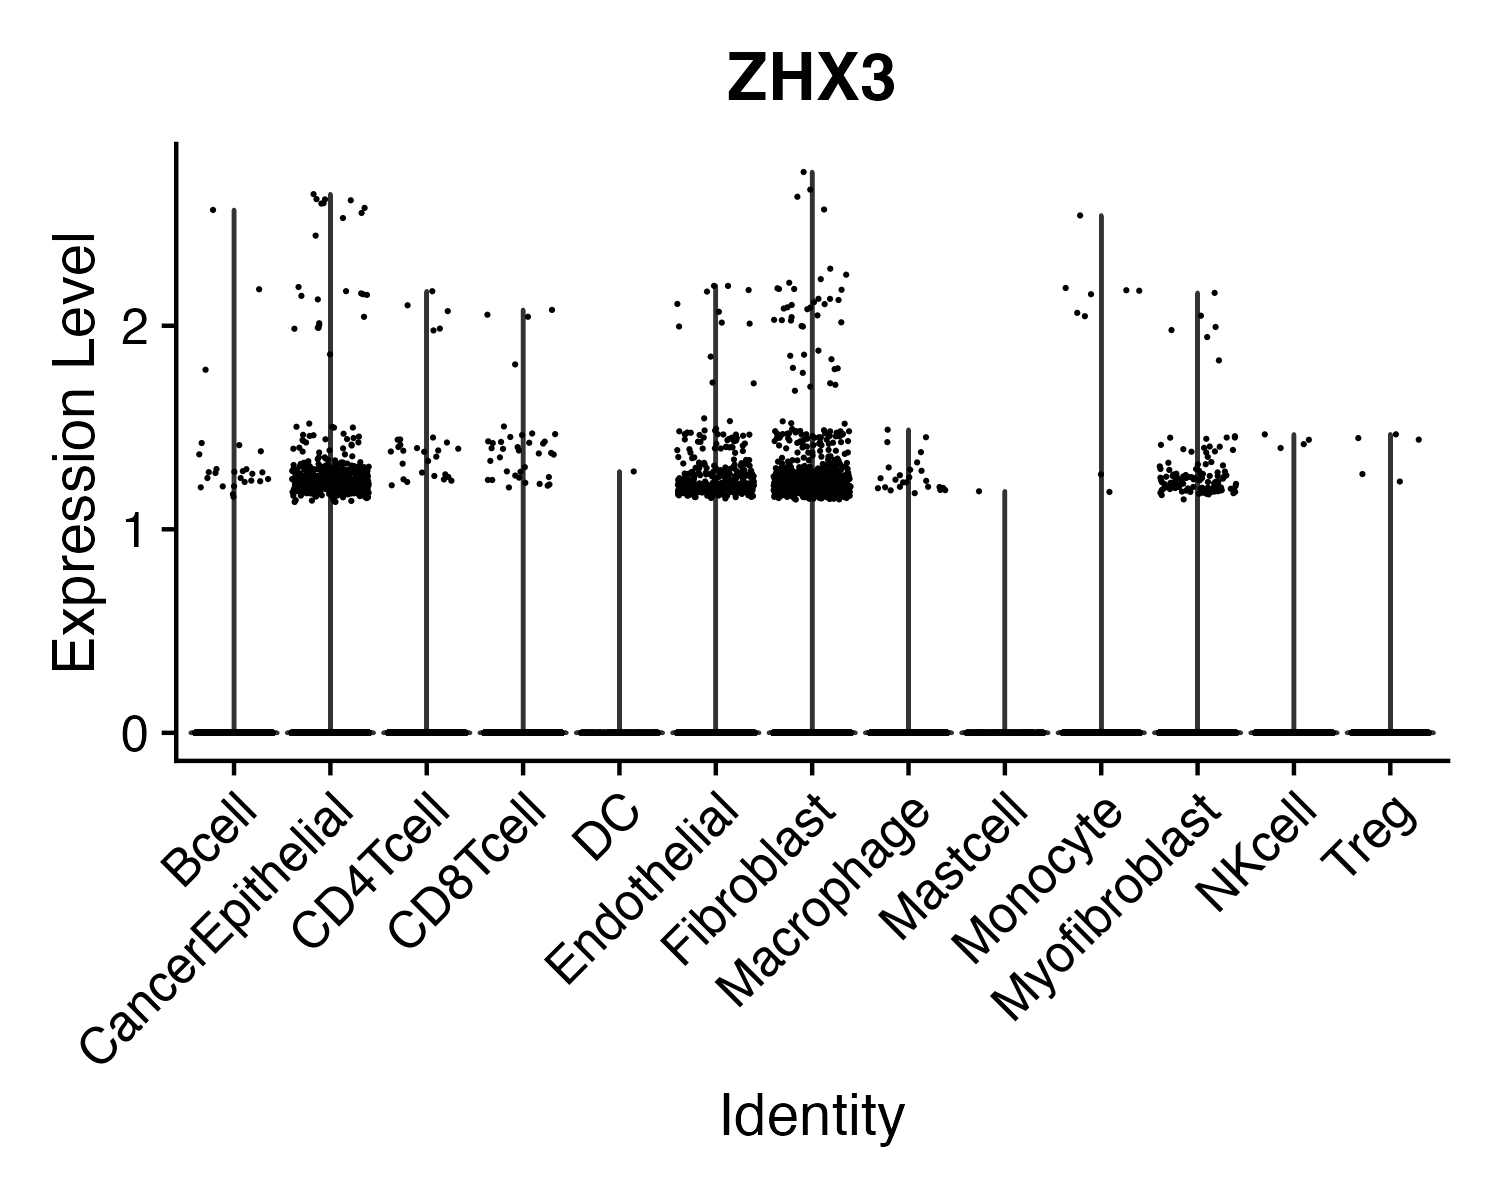 ZHX3
Expression Level
2
1
0
Bcell
CancerEpithelial
CD4Tcell
CD8Tcell
DC
Endothelial
Fibroblast
Macrophage
Mastcell
Monocyte
Myofibroblast
NKcell
Treg
Identity